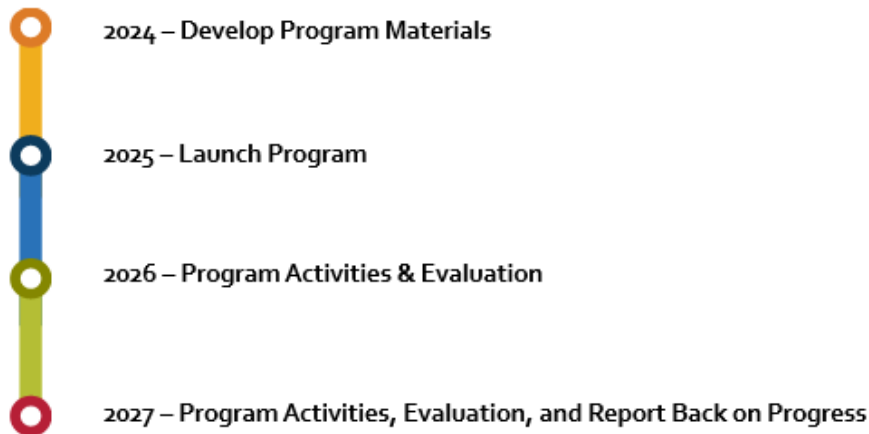 2024 – Develop Program Materials
2025 – Launch Program
2026 – Program Activities & Evaluation
2027 – Program Activities, Evaluation, and Report Back on Progress